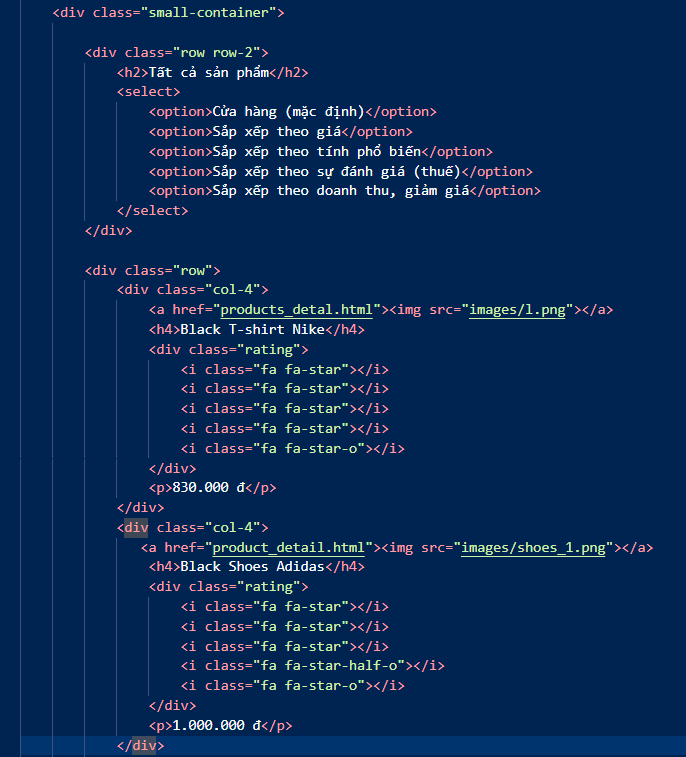 <div class="small-container">
<div class="row row-2">
<h2>Tất cả sản phẩm</h2>
<select>
<option>Cửa hàng (mặc định)</option>
<option>Sắp xếp theo giá</option>
<option>Sắp xếp theo tính phổ biến</option>
<option>Sắp xếp theo sự đánh giá (thuế)</option>
<option>Sắp xếp theo doanh thu, giảm giá</option>
</select>
</div>
<div class="row">
<div class="col-4">
<a href="products_detal.html"><img src="images/l.png"></a>
<h4>Black T-shirt Nike</h4>
<div class="rating">
<i class="fa fa-star"></i>
<i class="fa fa-star"></i>
<i class="fa fa-star"></i>
<i class="fa fa-star"></i>
<i class="fa fa-star-o"></i>
</div>
<p>830.000 đ</p>
</div>
<div class="col-4">
<a href="product_detail.html"><img src="images/shoes_1.png"></a>
<h4>Black Shoes Adidas</h4>
<div class="rating">
<i class="fa fa-star"></i>
<i class="fa fa-star"></i>
<i class="fa fa-star"></i>
<i class="fa fa-star-half-o"></i>
<i class="fa fa-star-o"></i>
</div>
<p>1.000.000 đ</p>
</div>